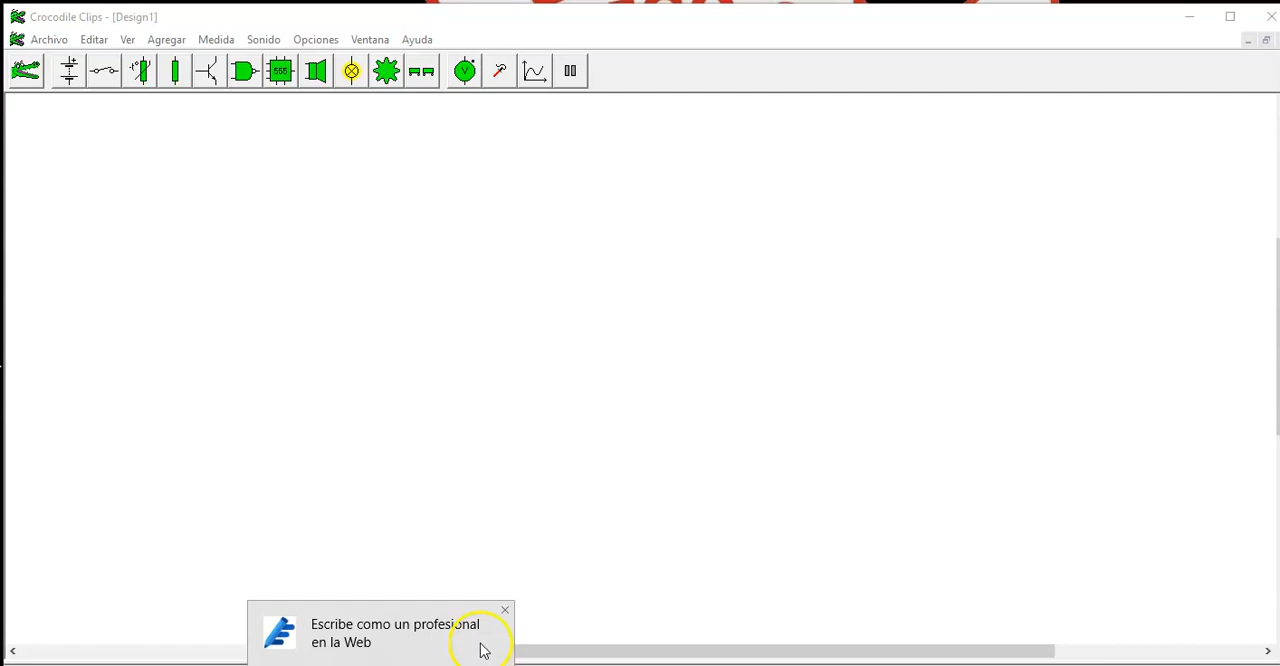 Crocodile Clips - [Design1]
Archivo Editar Ver Agregar Medida Sonido Opciones Ventana Ayuda
555 V
Escribe como un profesional
en la Web